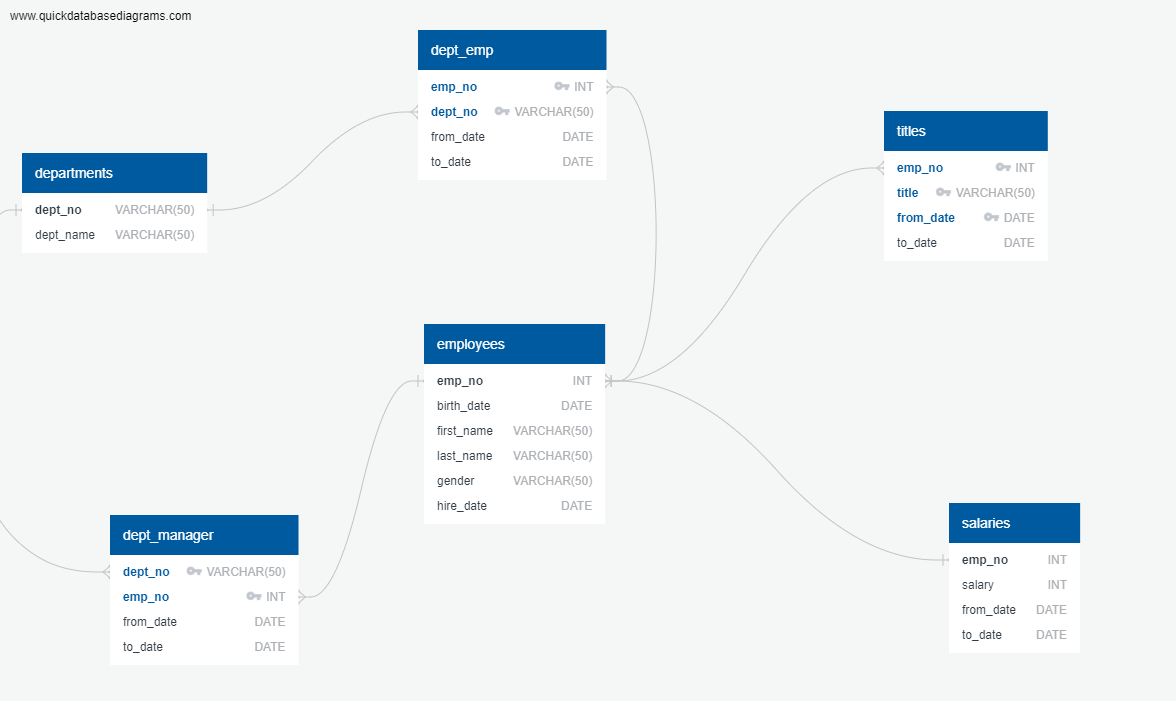 www.quickdatabasediagrams.com
dept_emp
emp_no INT
dept_no VARCHAR(50)
from_date DATE
to_date DATE
titles
emp_no INT
title VARCHAR(50)
from_date DATE
to_date DATE
departments
dept_no VARCHAR(50)
dept_name VARCHAR(50)
employees
emp_no INT
birth_date DATE
first_name VARCHAR(50)
last_name VARCHAR(50)
gender VARCHAR(50)
hire_date DATE
dept_manager
dept_no VARCHAR(50)
emp_no INT
from_date DATE
to_date DATE
salaries
emp_no INT
salary INT
from_date DATE
to_date DATE